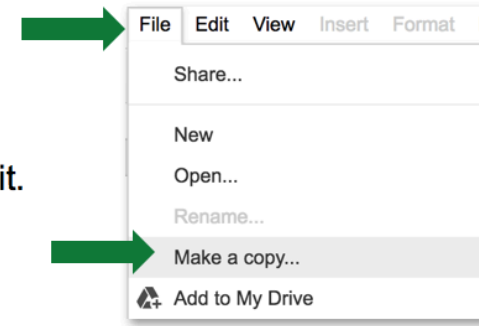 File Edit View Insert Format
Share...
New
Open...
it.
Rename...
Make a copy...
Add to My Drive